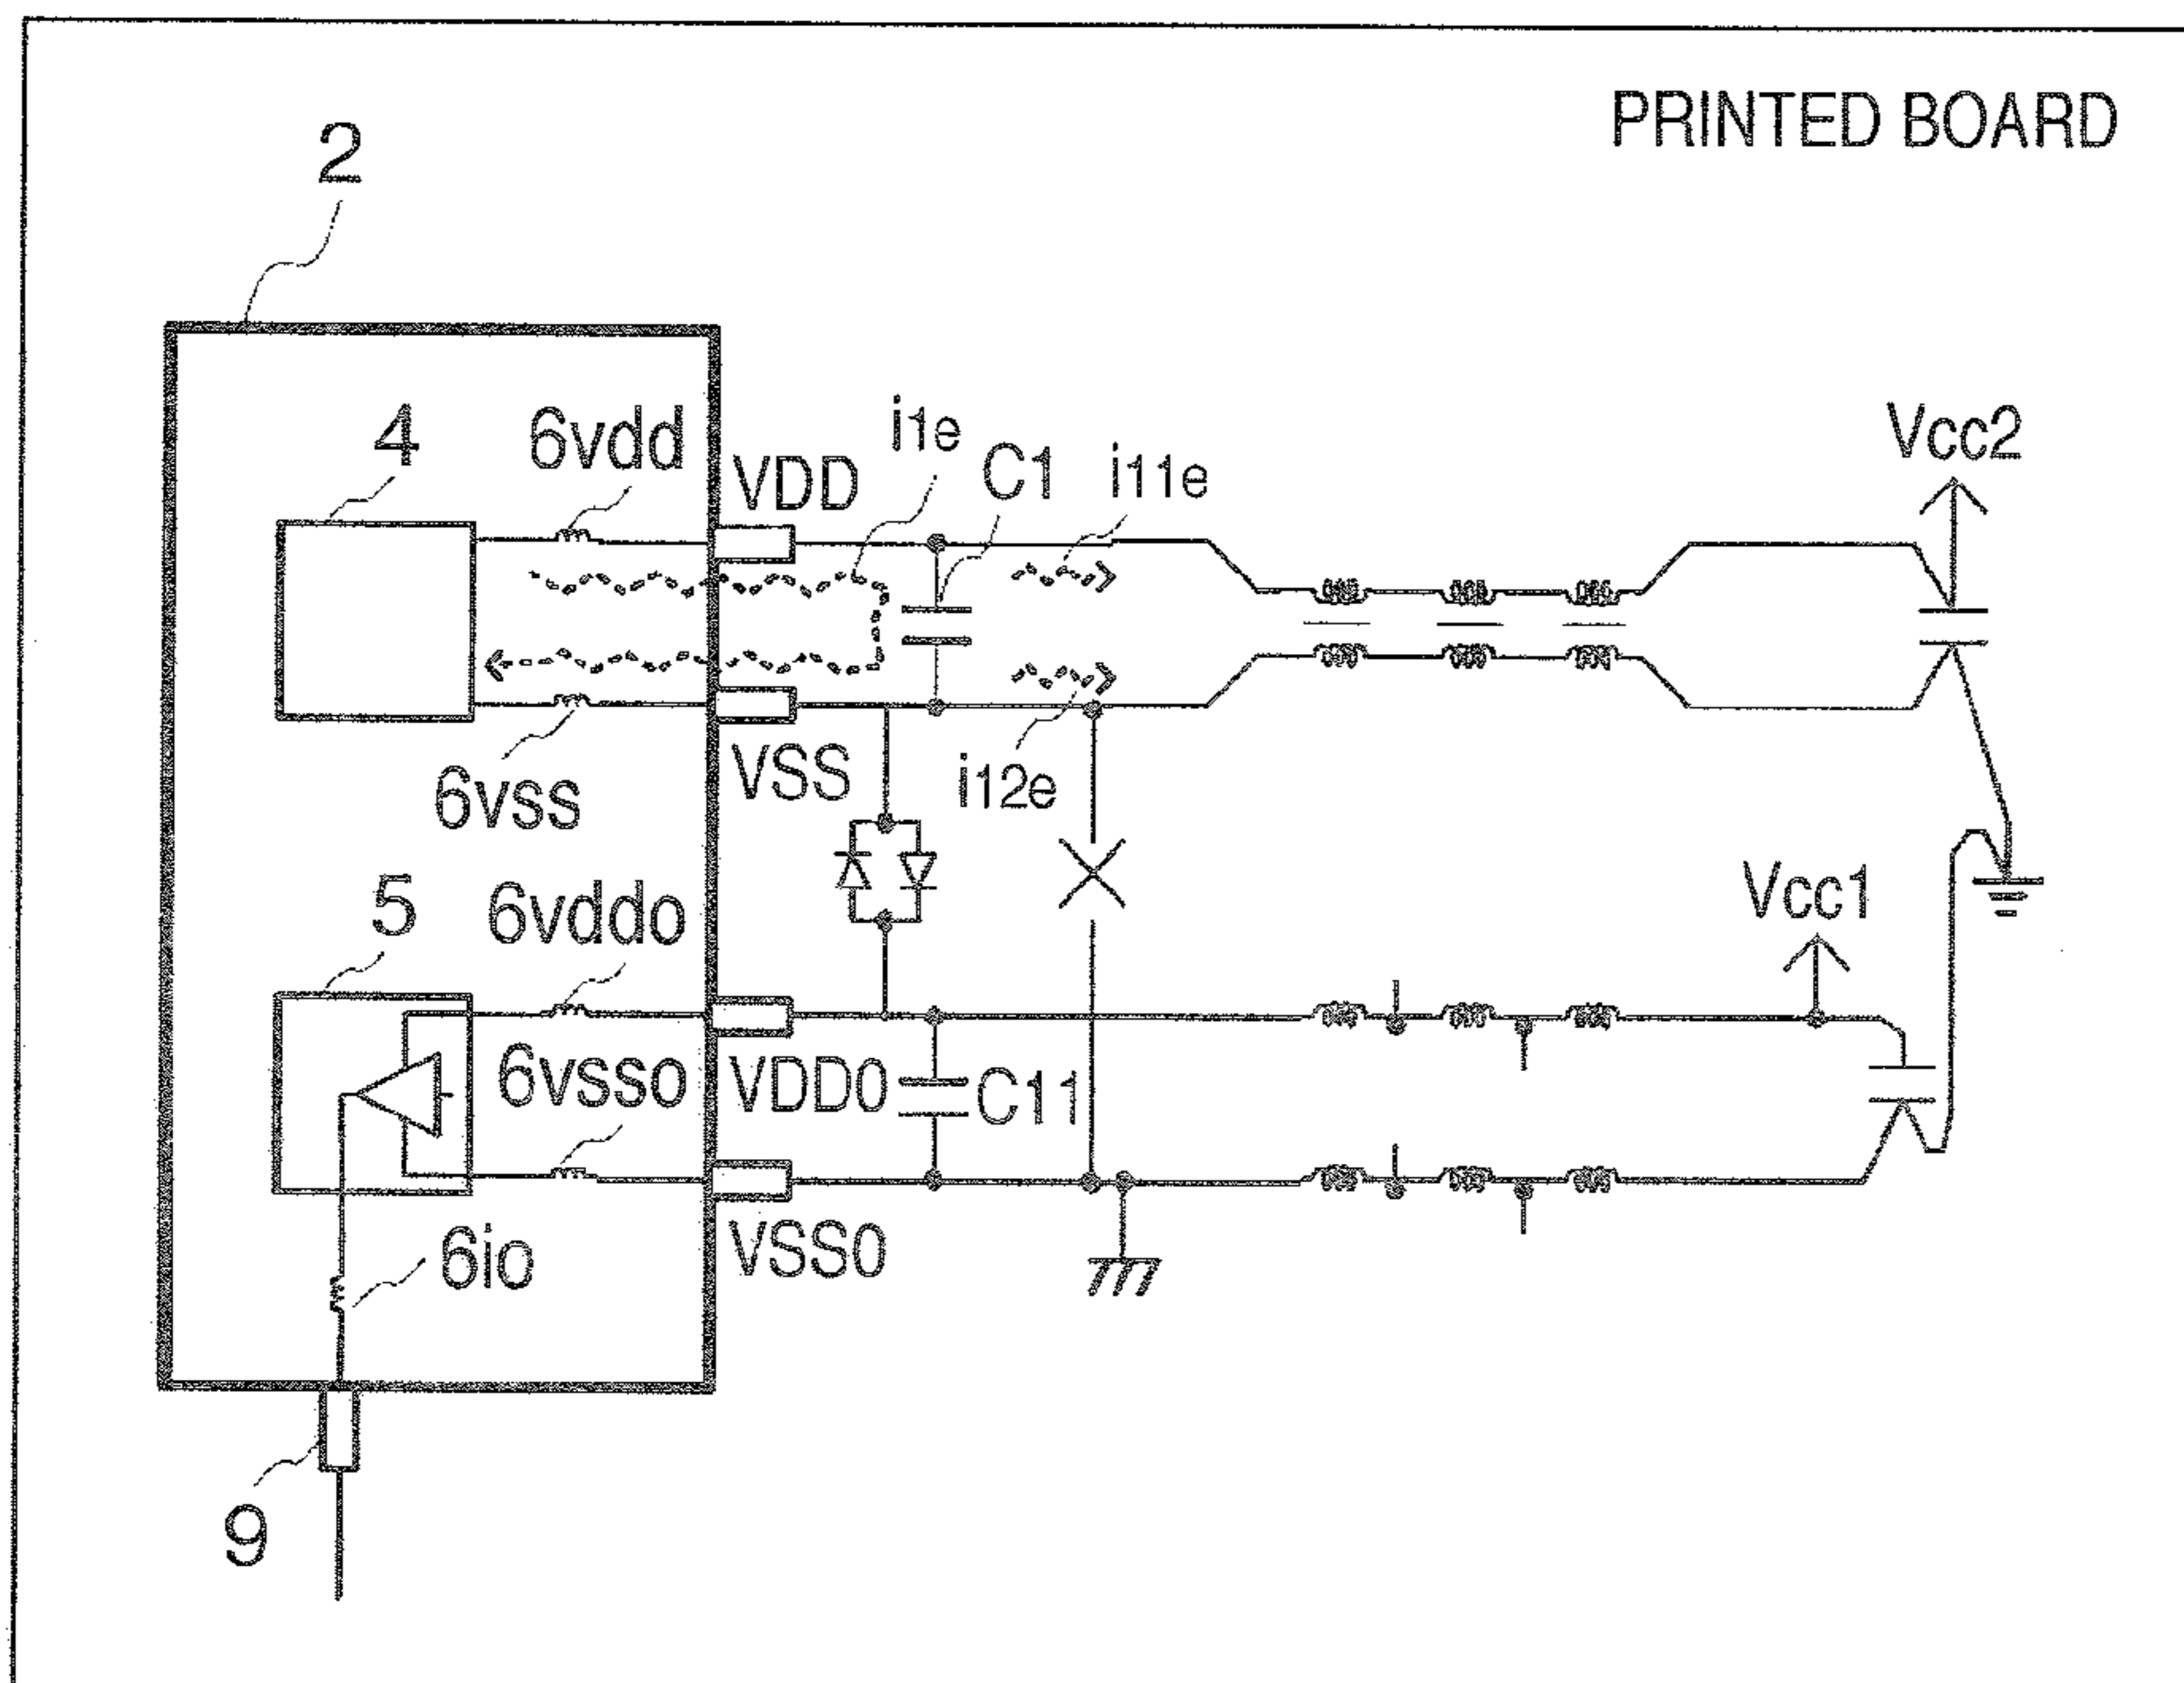 PRINTED BOARD
2
4
6vdd
VDD
i1e
C1
i11e
Vcc2
6vss
VSS
i12e
5
6vddo
Vcc1
6vsso
VDD0
C11
6io
VSS0
9